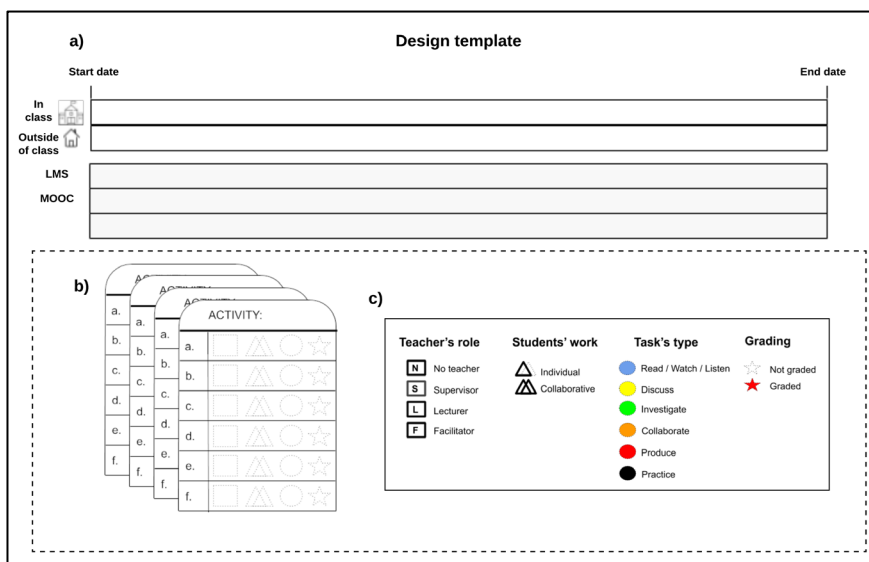 a)
Design template
Start date
End date
In
class
Outside
of class
LMS
MOOC
b)
a.
b.
c.
d.
e.
f.
a.
b.
c.
d.
e.
f.
a.
b.
c.
d.
e.
f.
ACTIVITY:
a.
b.
c.
d.
e.
f.
c)
Teacher's role
N No teacher
S Supervisor
L Lecturer
F Facilitator
Students' work
Individual
Collaborative
Task's type
Read / Watch / Listen
Discuss
Investigate
Collaborate
Produce
Practice
Grading
Not graded
Graded